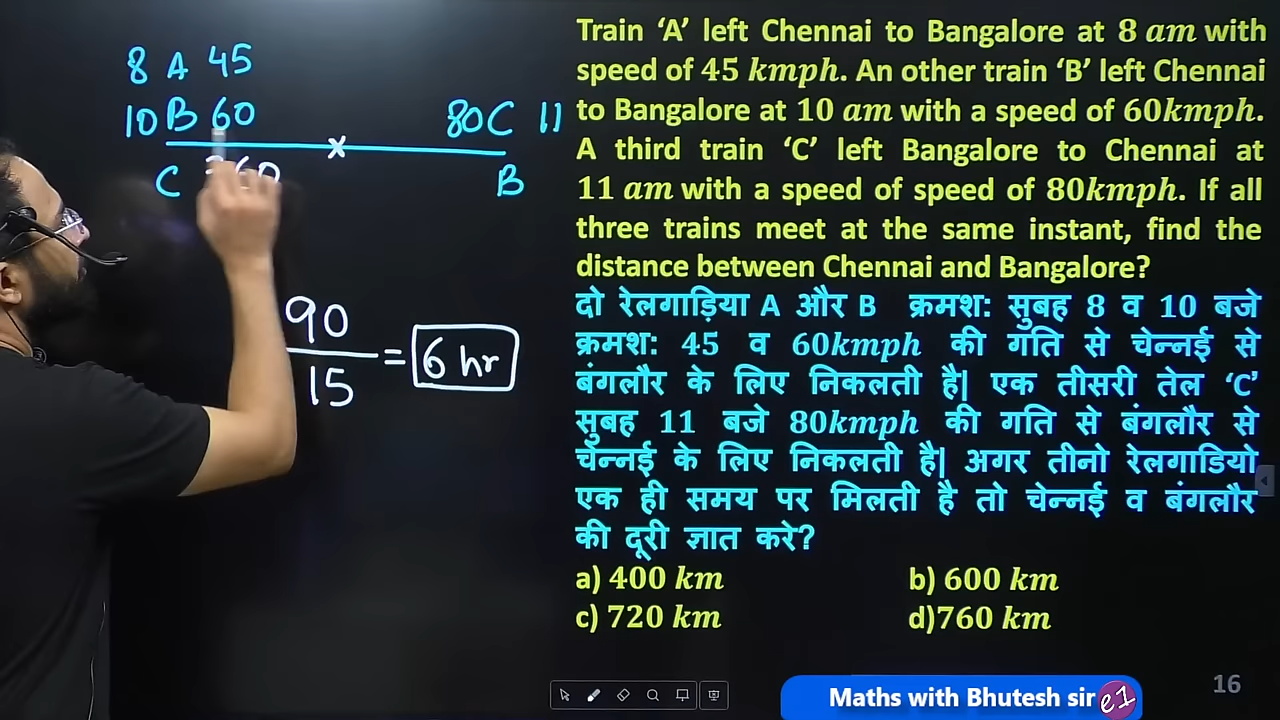 8 A 45
10 B 60
80 C 11
x
C 360
B
90
15
= 6 hr
Train ‘A’ left Chennai to Bangalore at 8 am with
speed of 45 kmph. An other train ‘B’ left Chennai
to Bangalore at 10 am with a speed of 60kmph.
A third train ‘C’ left Bangalore to Chennai at
11 am with a speed of speed of 80kmph. If all
three trains meet at the same instant, find the
distance between Chennai and Bangalore?
दो रेलगाड़िया A और B क्रमश: सुबह 8 व 10 बजे
क्रमश: 45 व 60kmph की गति से चेन्नई से
बंगलौर के लिए निकलती है| एक तीसरी तेल ‘C’
सुबह 11 बजे 80kmph की गति से बंगलौर से
चेन्नई के लिए निकलती है| अगर तीनो रेलगाडियो
एक ही समय पर मिलती है तो चेन्नई व बंगलौर
की दूरी ज्ञात करे?
a) 400 km b) 600 km
c) 720 km d)760 km
Maths with Bhutesh sir e1
16